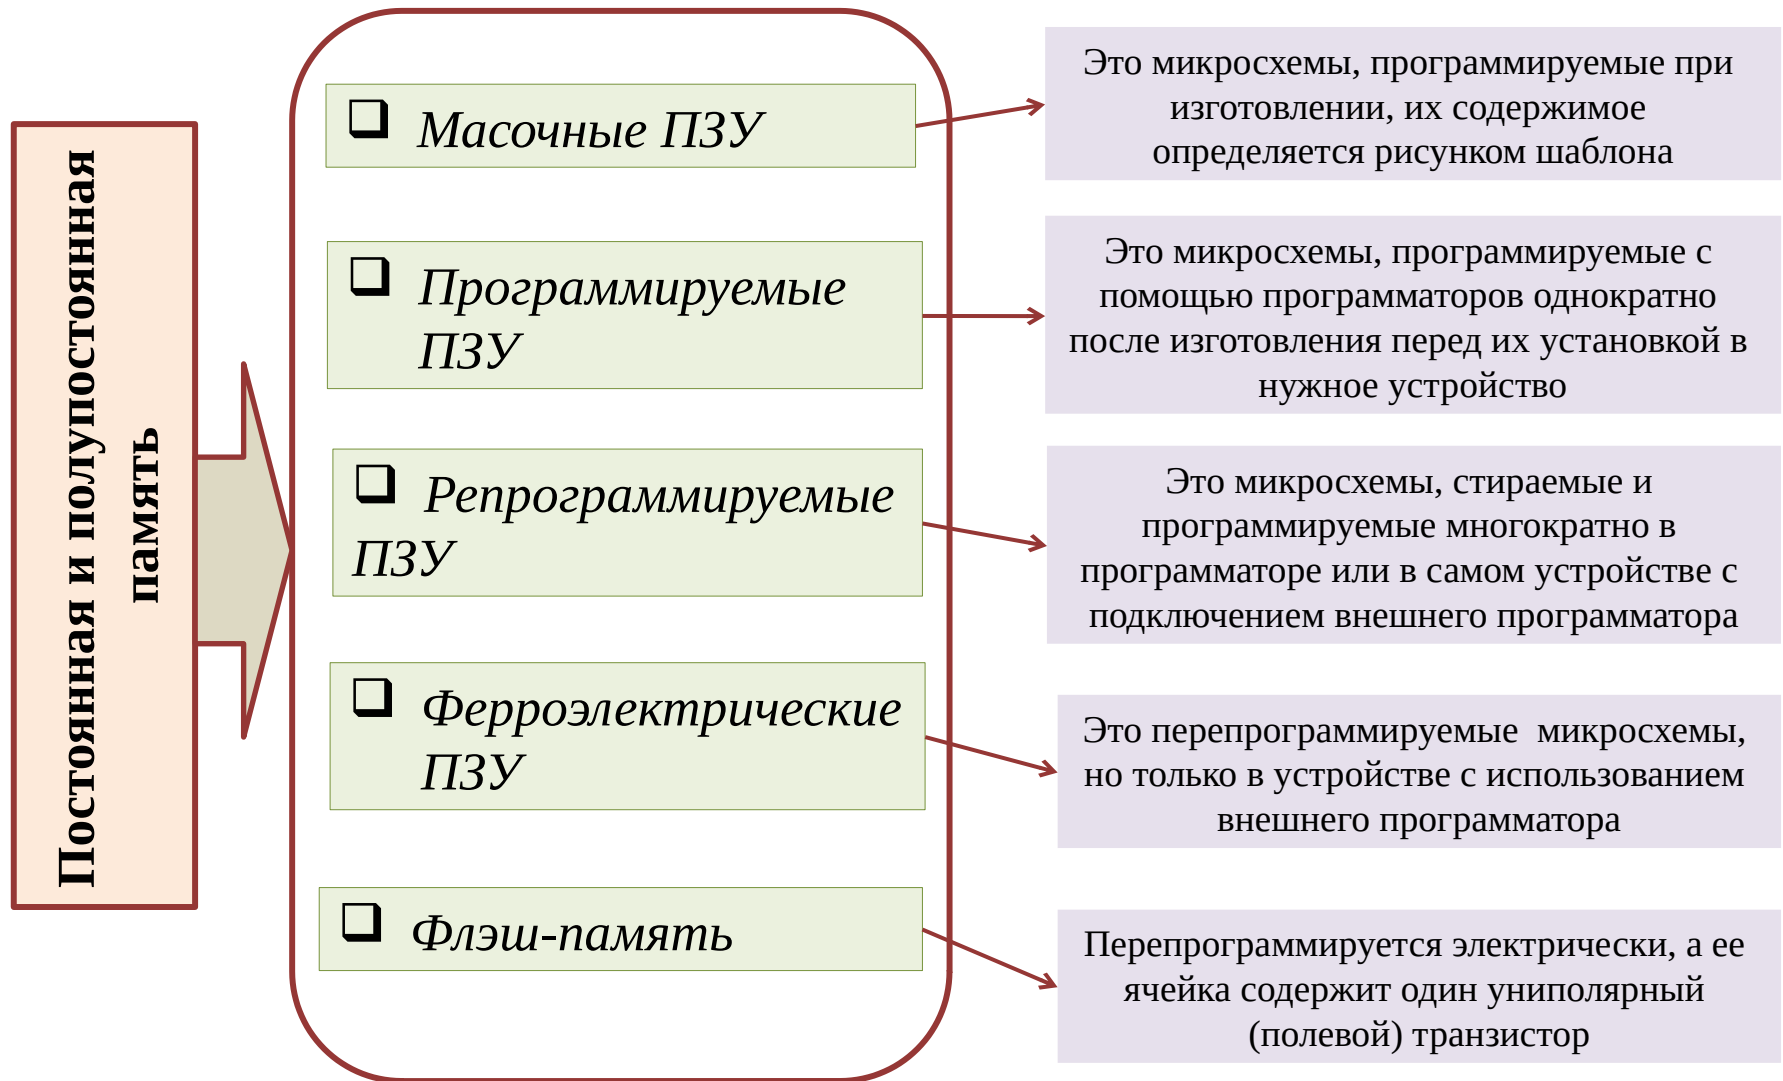 Постоянная и полупостоянная
память
Масочные ПЗУ
Это микросхемы, программируемые при
изготовлении, их содержимое
определяется рисунком шаблона
Программируемые
ПЗУ
Это микросхемы, программируемые с
помощью программаторов однократно
после изготовления перед их установкой в
нужное устройство
Репрограммируемые
ПЗУ
Это микросхемы, стираемые и
программируемые многократно в
программаторе или в самом устройстве с
подключением внешнего программатора
Ферроэлектрические
ПЗУ
Это перепрограммируемые  микросхемы,
но только в устройстве с использованием
внешнего программатора
Флэш-память
Перепрограммируется электрически, а ее
ячейка содержит один униполярный
(полевой) транзистор